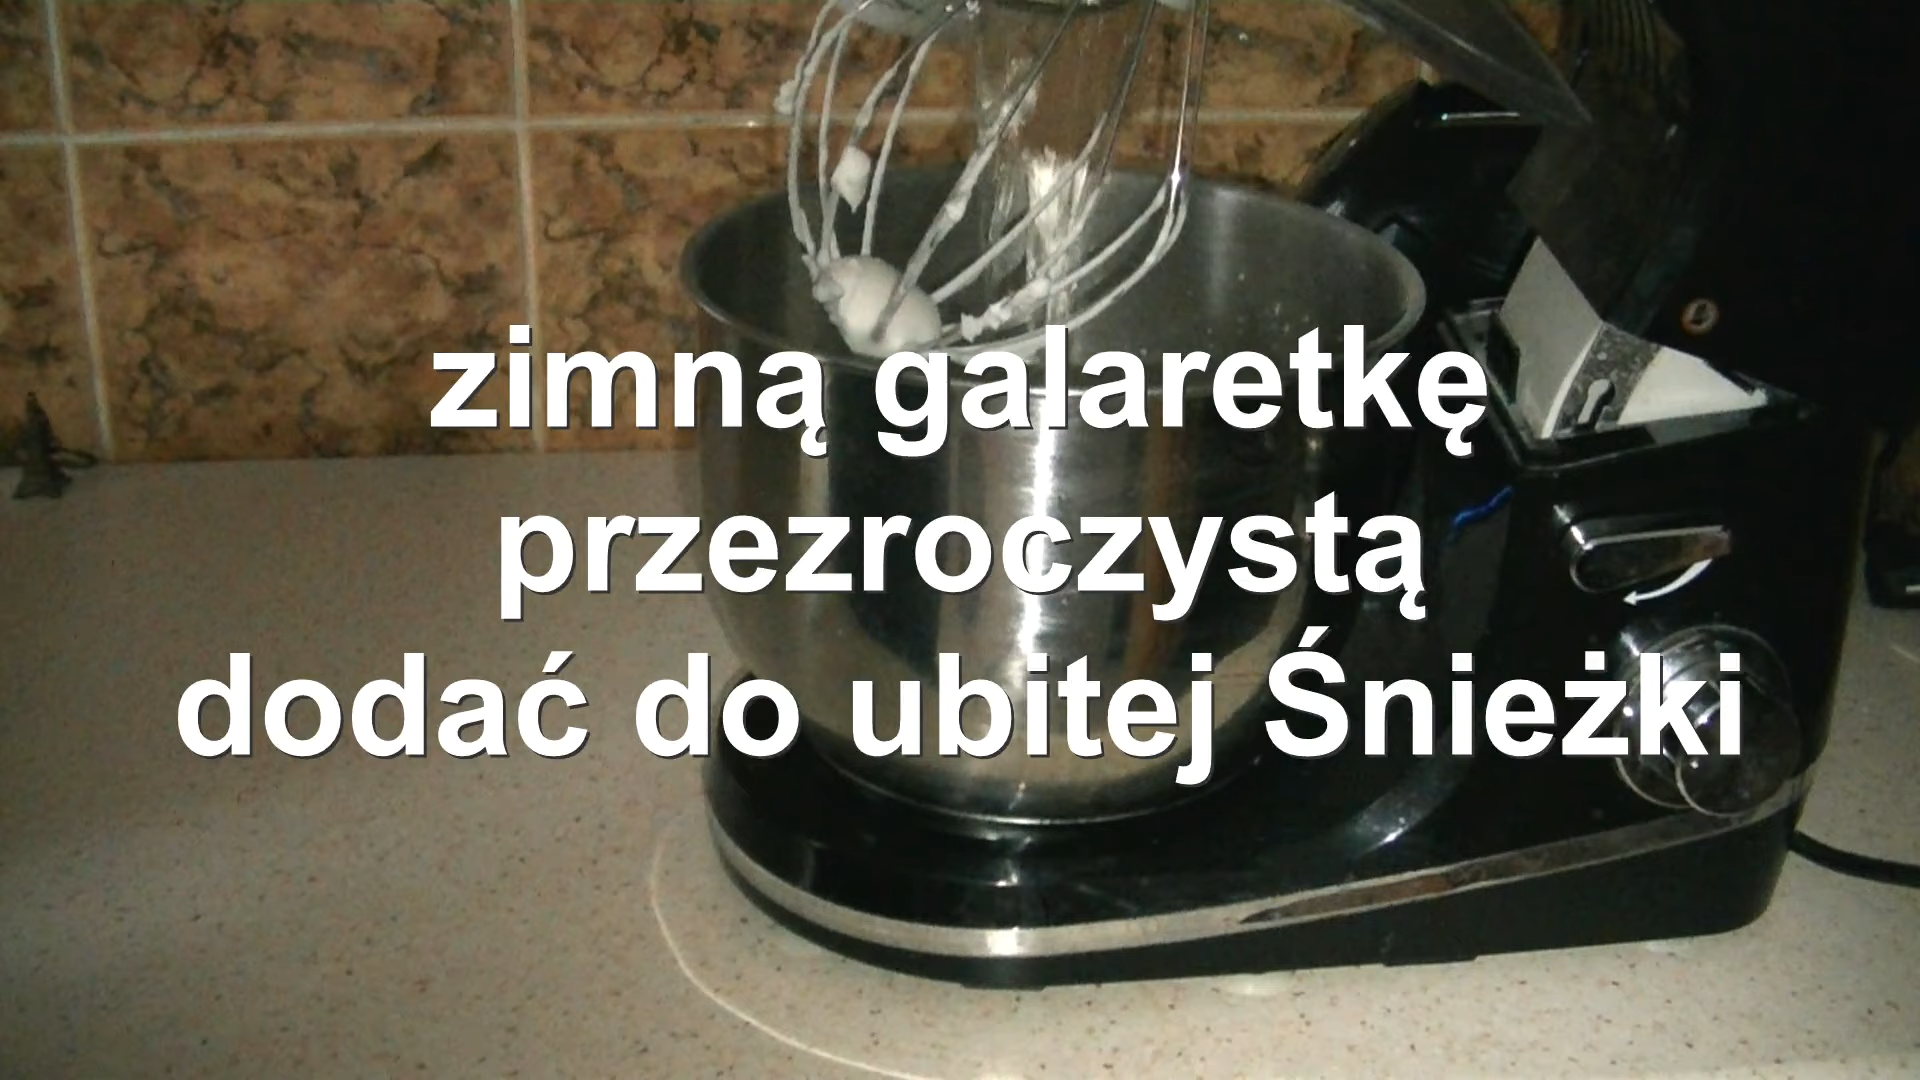 zimną galaretkę
przezroczystą
dodać do ubitej Śnieżki